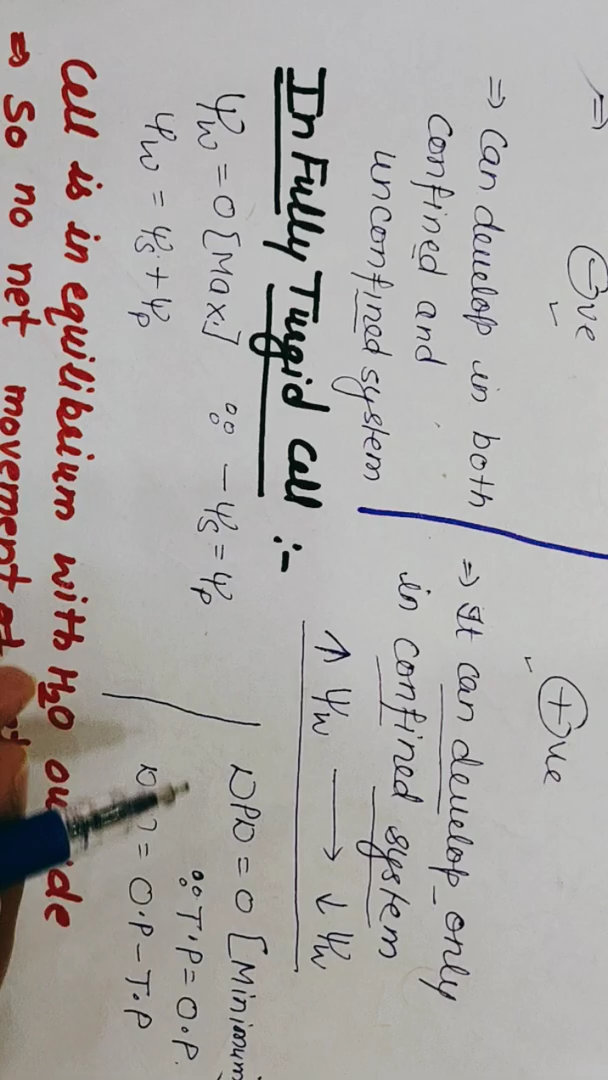 ⇒
⊖ve
⇒ can develop in both
confined and
unconfined system
⊕ve
⇒ It can develop only
in confined system
In Fully Turgid cell :-
↑ Ψw → ↓ Ψw
Ψw = 0 [Max.] ∵ -Ψs = Ψp
Ψw = Ψs + Ψp
DPD = 0 [Minimum
∵ T.P = O.P.
= O.P - T.P
Cell is in equilibrium with H2O
⇒ So no net movement